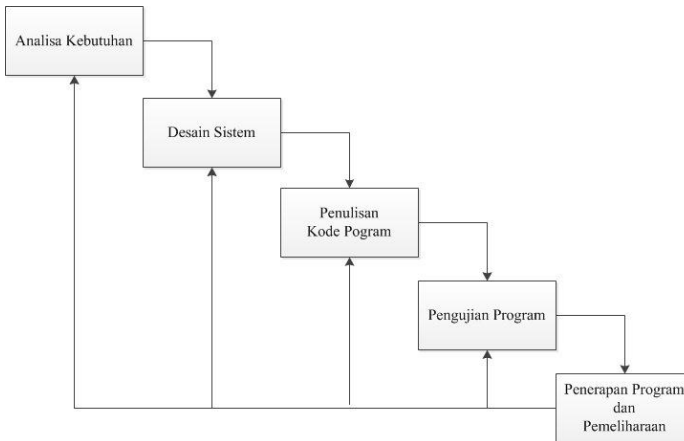 Analisa Kebutuhan
Desain Sistem
Penulisan
Kode Pogram
Pengujian Program
Penerapan Program
dan
Pemeliharaan